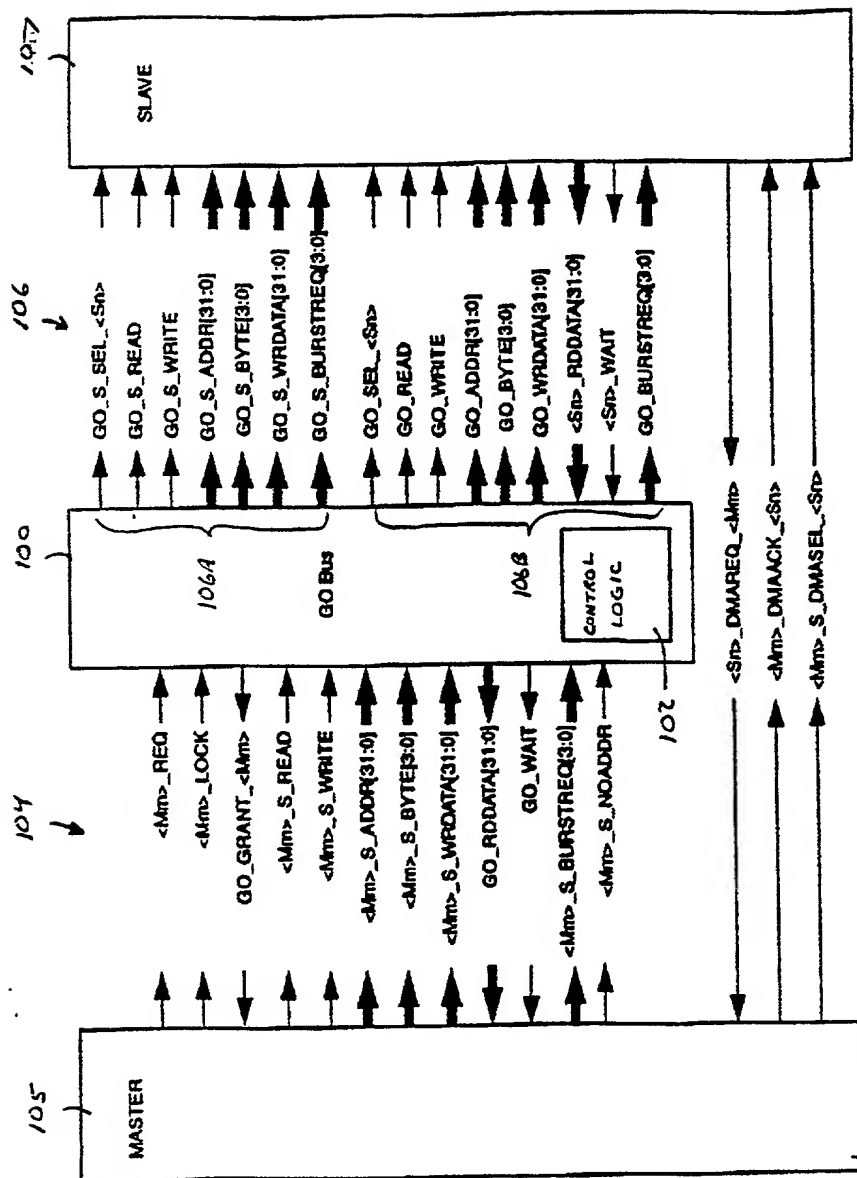 105
MASTER
104
<Mm>_REQ
<Mm>_LOCK
GO_GRANT_<Mm>
<Mm>_S_READ
<Mm>_S_WRITE
<Mm>_S_ADDR[31:0]
<Mm>_S_BYTE[3:0]
<Mm>_S_WRDATA[31:0]
GO_RDDATA[31:0]
GO_WAIT
<Mm>_S_BURSTREQ[3:0]
<Mm>_S_NOADDR
100
106A
GO Bus
106B
CONTROL
LOGIC
102
106
GO_S_SEL_<Sn>
GO_S_READ
GO_S_WRITE
GO_S_ADDR[31:0]
GO_S_BYTE[3:0]
GO_S_WRDATA[31:0]
GO_S_BURSTREQ[3:0]
GO_SEL_<Sn>
GO_READ
GO_WRITE
GO_ADDR[31:0]
GO_BYTE[3:0]
GO_WRDATA[31:0]
<Sn>_RDDATA[31:0]
<Sn>_WAIT
GO_BURSTREQ[3:0]
<Sn>_DMAREQ_<Mm>
<Mm>_DMAACK_<Sn>
<Mm>_S_DMASEL_<Sn>
107
SLAVE